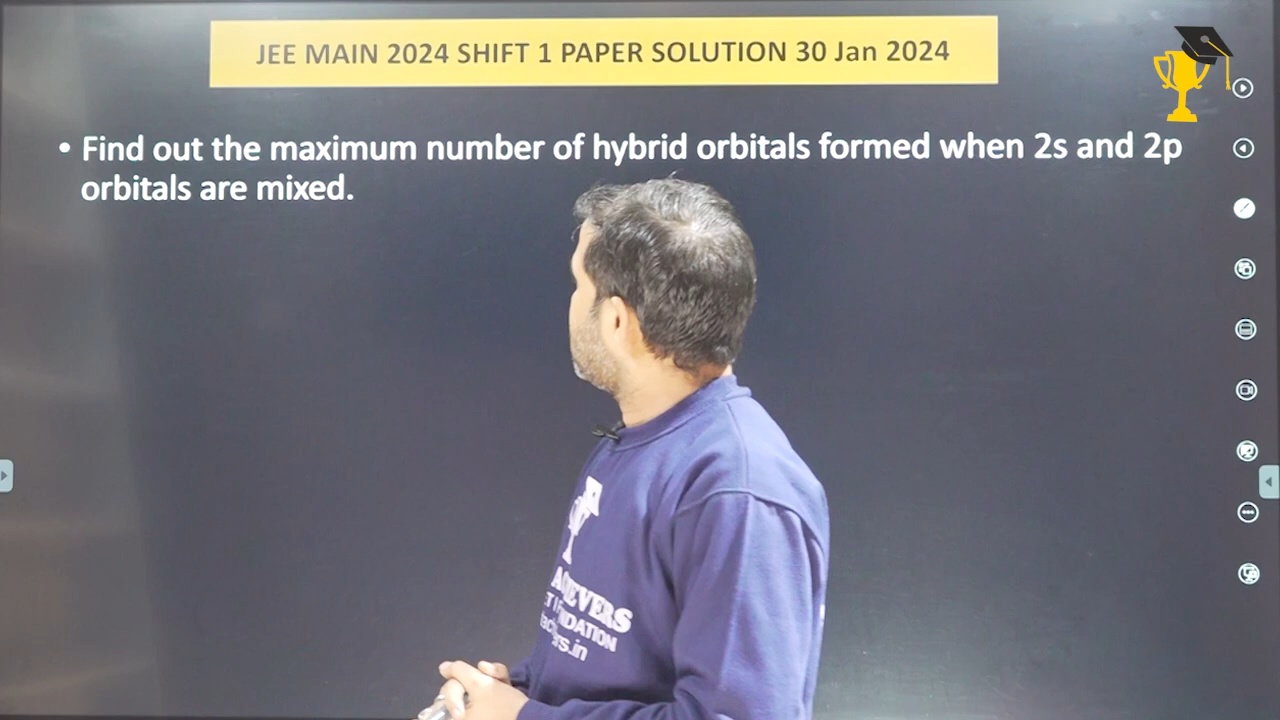 JEE MAIN 2024 SHIFT 1 PAPER SOLUTION 30 Jan 2024
• Find out the maximum number of hybrid orbitals formed when 2s and 2p
orbitals are mixed.